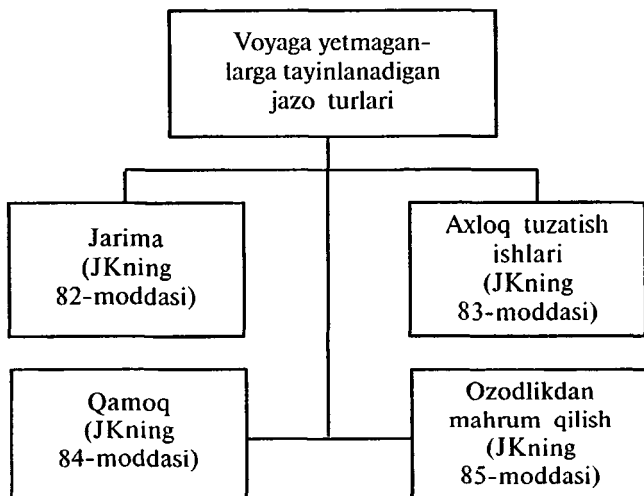 Voyaga yetmagan-
larga tayinlanadigan
jazo turlari
Jarima
(JKning
82-moddasi)
Axloq tuzatish
ishlari
(JKning
83-moddasi)
Qamoq
(JKning
84-moddasi)
Ozodlikdan
mahrum qilish
(JKning
85-moddasi)